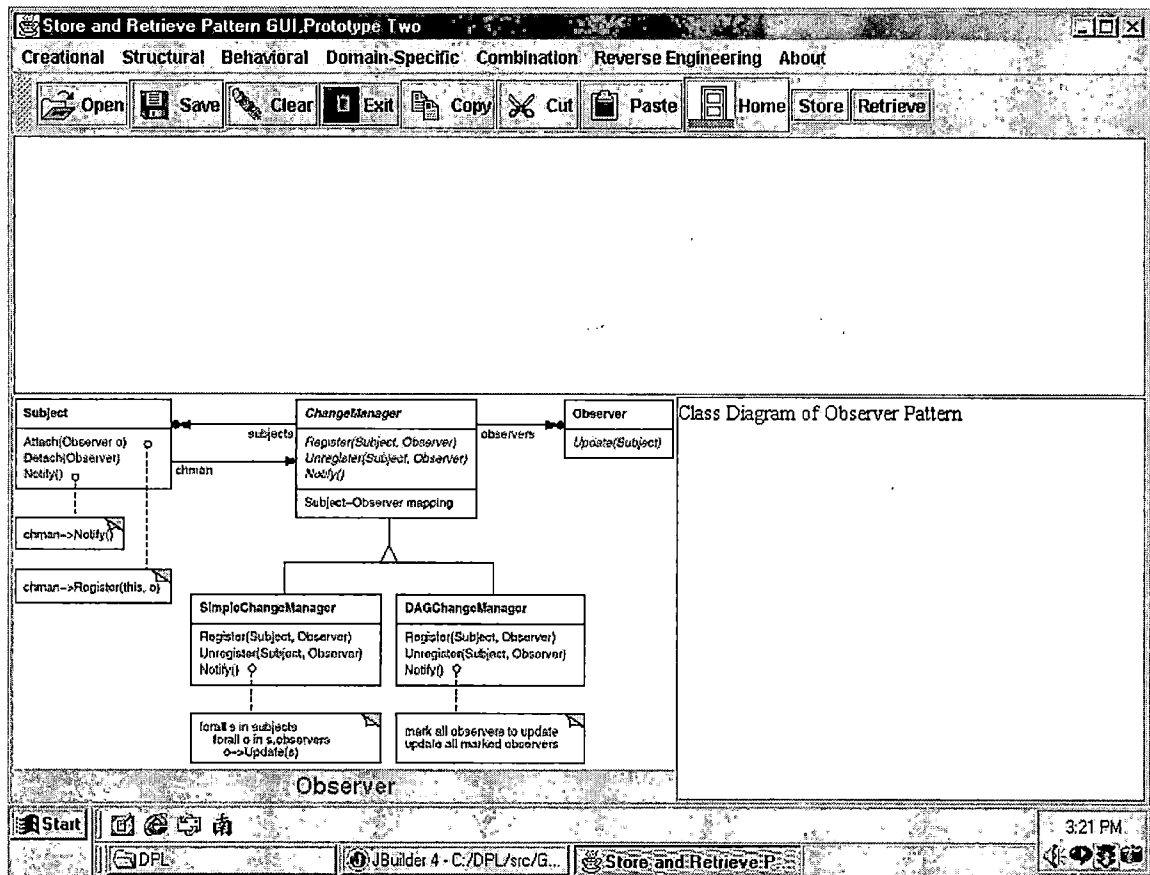 Store and Retrieve Pattern GUI,Prototype Two
Creational Structural Behavioral Domain-Specific Combination Reverse Engineering About
Open Save Clear Exit Copy Cut Paste Home Store Retrieve
Subject
Attach(Observer o)
Detach(Observer)
Notify()
chman->Notify()
chman->Register(this, o)
subjects
chman
ChangeManager
Register(Subject, Observer)
Unregister(Subject, Observer)
Notify()
Subject-Observer mapping
observers
Observer
Update(Subject)
SimpleChangeManager
Register(Subject, Observer)
Unregister(Subject, Observer)
Notify()
forall s in subjects
forall o in s.observers
o->Update(s)
DAGChangeManager
Register(Subject, Observer)
Unregister(Subject, Observer)
Notify()
mark all observers to update
update all marked observers
Observer
Class Diagram of Observer Pattern
Start
南
3:21 PM
DPL
JBuilder 4 - C:/DPL/src/G...
Store and Retrieve P...